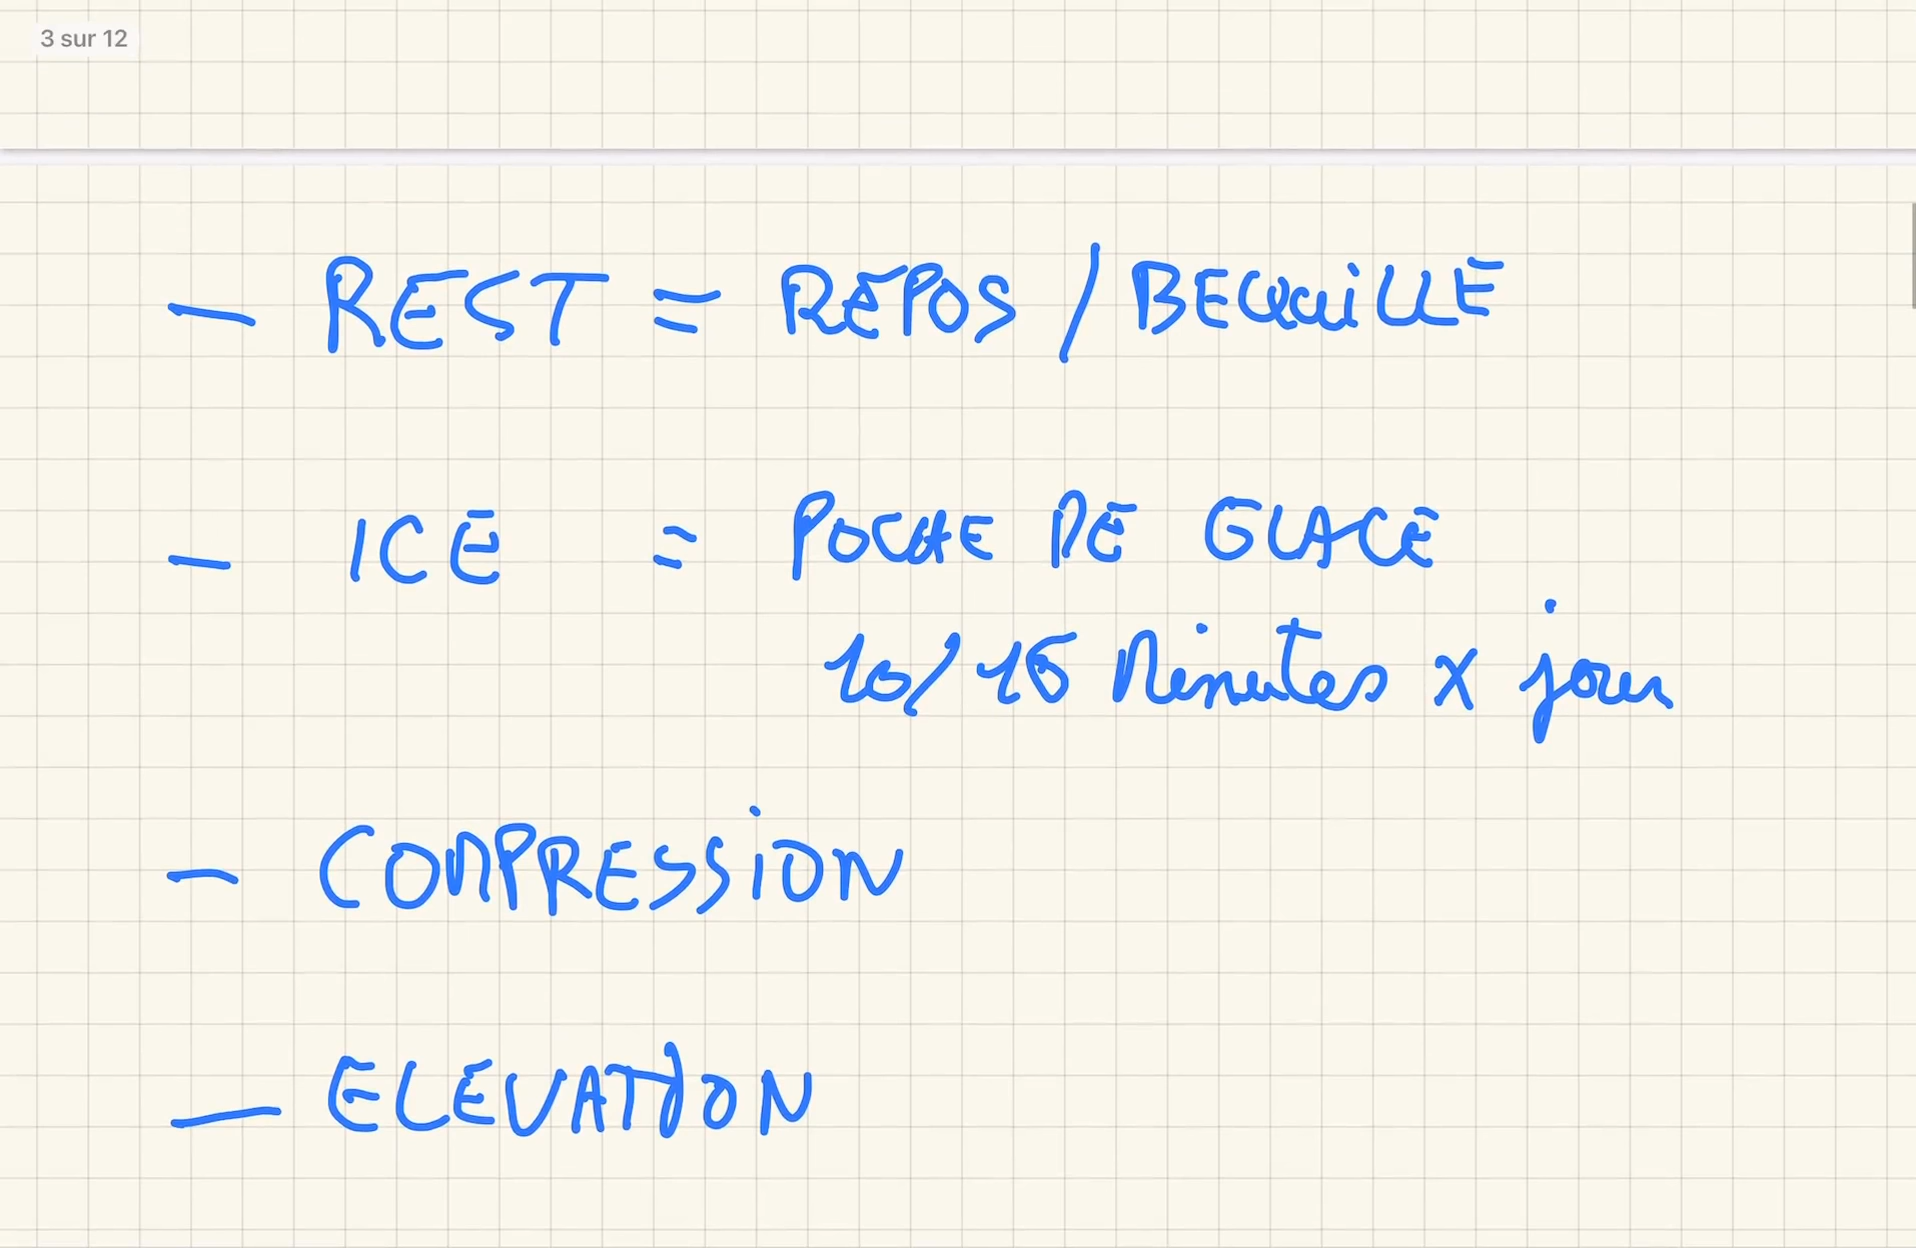 3 sur 12
- REST = REPOS / BEQUILLE
- ICE = POCHE DE GLACE
10/15 Minutes x jour
- COMPRESSION
- ELEVATION